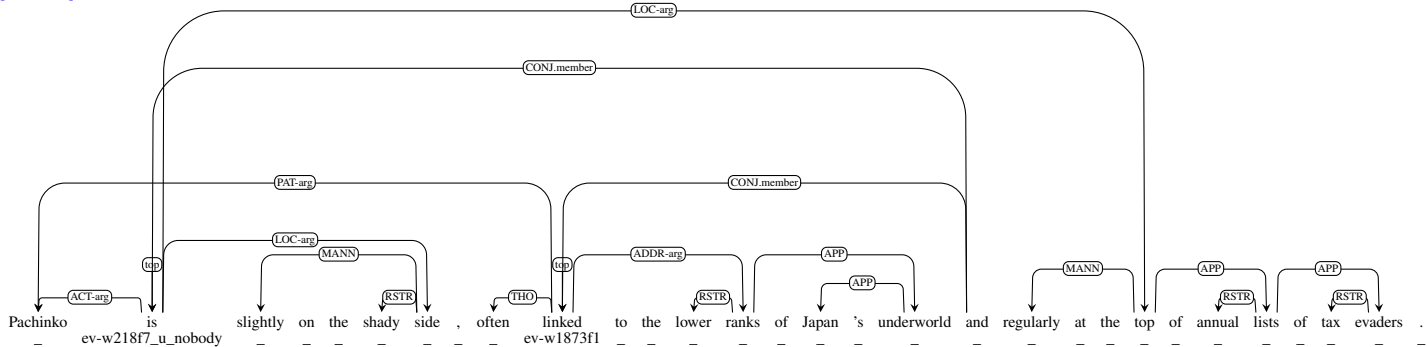 LOC-arg
CONJ.member
PAT-arg CONJ.member
LOC-arg
MANN ADDR-arg APP
top top MANN APP APP
APP
ACT-arg RSTR THO RSTR RSTR RSTR
Pachinko is slightly on the shady side , often linked to the lower ranks of Japan 's underworld and regularly at the top of annual lists of tax evaders .
_ ev-w218f7_u_nobody _ _ _ _ _ _ _ ev-w1873f1 _ _ _ _ _ _ _ _ _ _ _ _ _ _ _ _ _ _ _ _